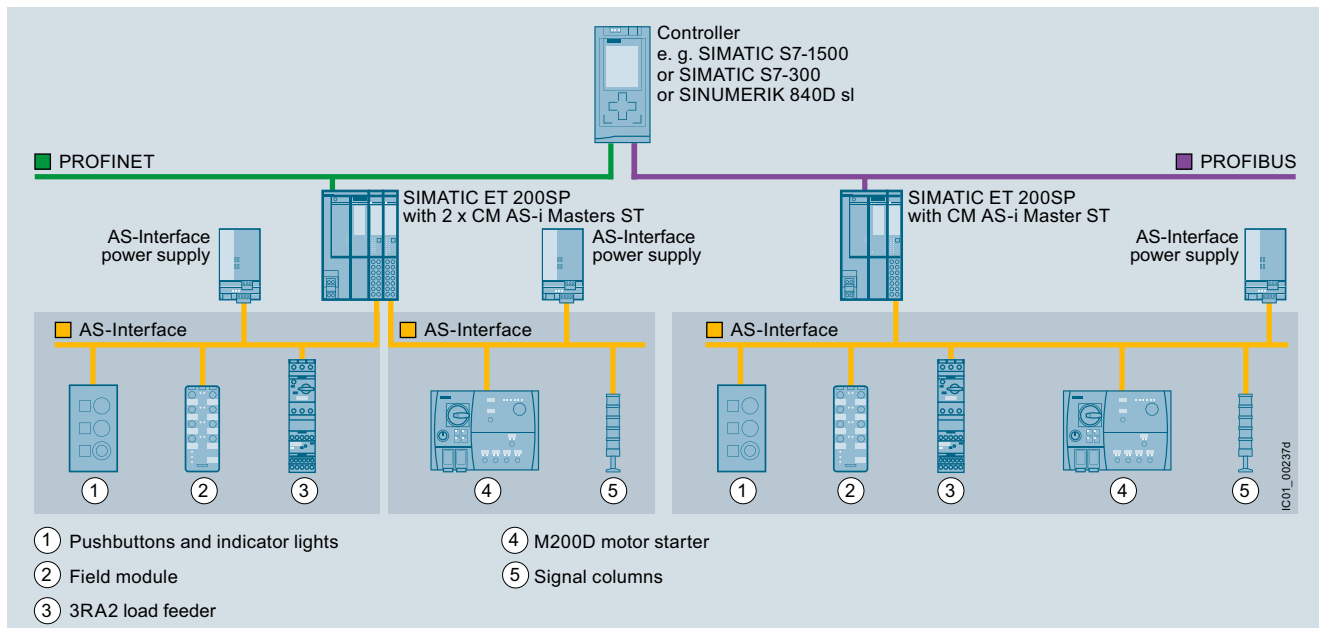 Controller
e. g. SIMATIC S7-1500
or SIMATIC S7-300
or SINUMERIK 840D sl
PROFINET
PROFIBUS
SIMATIC ET 200SP
with 2 x CM AS-i Masters ST
SIMATIC ET 200SP
with CM AS-i Master ST
AS-Interface
power supply
AS-Interface
power supply
AS-Interface
power supply
AS-Interface
AS-Interface
AS-Interface
1
2
3
4
5
1
2
3
4
5
IC01_00237d
1 Pushbuttons and indicator lights
2 Field module
3 3RA2 load feeder
4 M200D motor starter
5 Signal columns